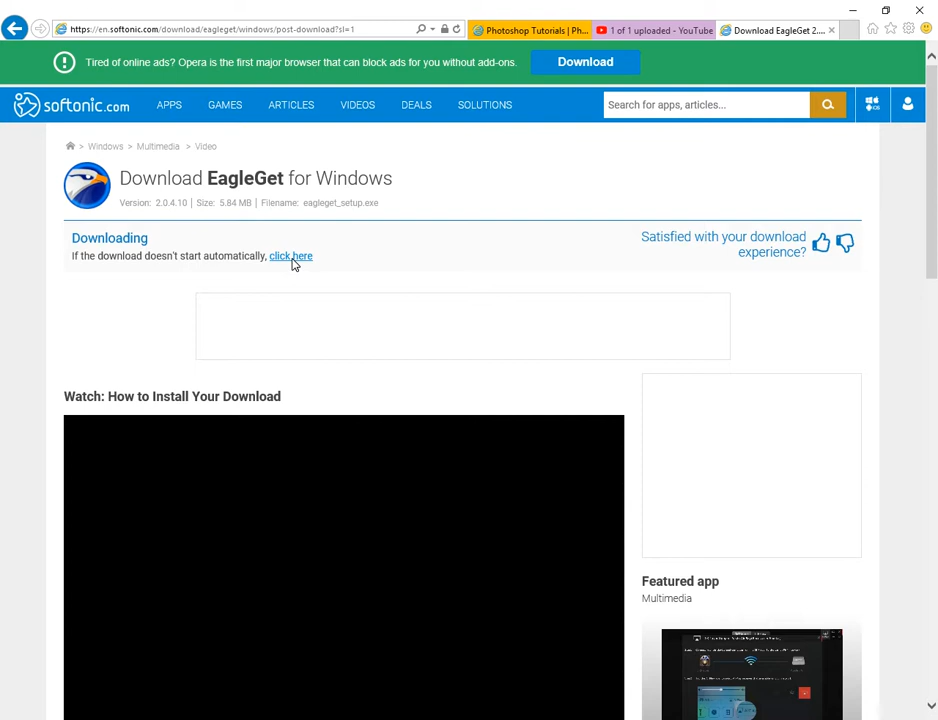 https://en.softonic.com/download/eagleget/windows/post-download?sl=1
Photoshop Tutorials | Ph...
1 of 1 uploaded - YouTube
Download EagleGet 2....
Tired of online ads? Opera is the first major browser that can block ads for you without add-ons.
Download
softonic.com
APPS
GAMES
ARTICLES
VIDEOS
DEALS
SOLUTIONS
Search for apps, articles...
> Windows > Multimedia > Video
Download EagleGet for Windows
Version: 2.0.4.10 | Size: 5.84 MB | Filename: eagleget_setup.exe
Downloading
If the download doesn't start automatically, click here
Satisfied with your download
experience?
Watch: How to Install Your Download
Featured app
Multimedia